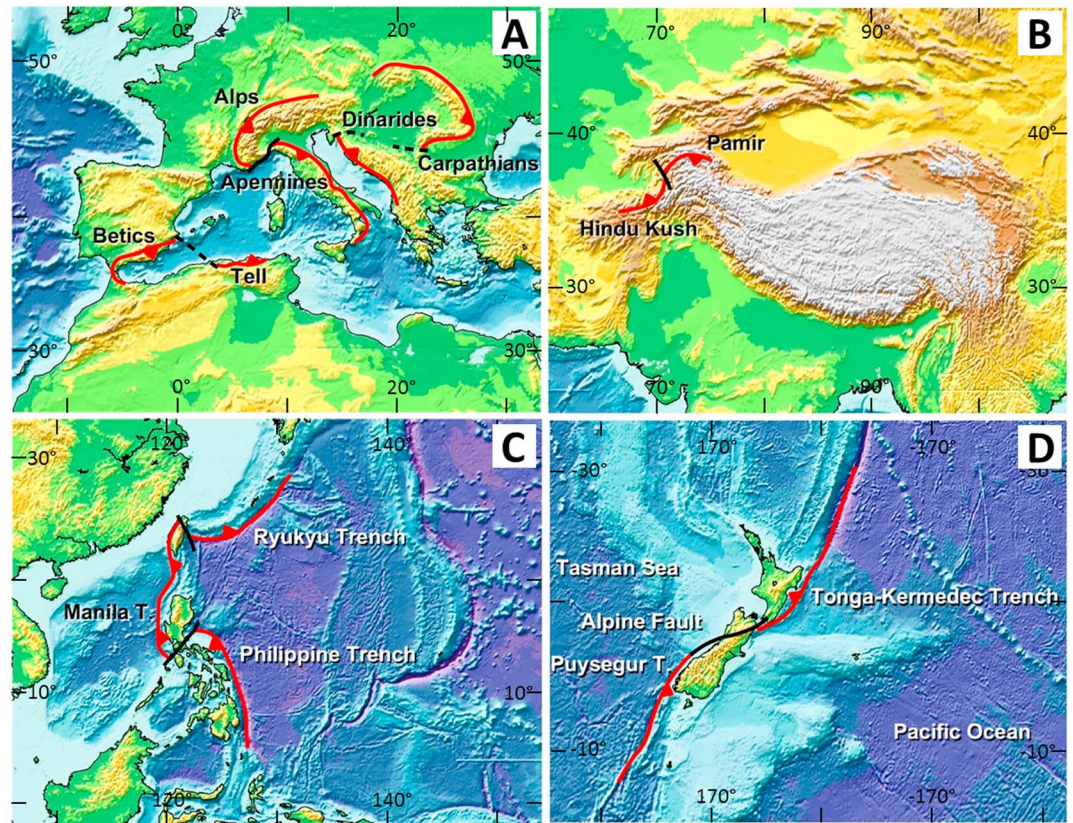 0° 20° A
50° 50°
Alps
Dinarides
Carpathians
Apennines
Betics
Tell
30° 30°
0° 20°
70° 90° B
40° 40°
Pamir
Hindu Kush
30° 30°
70° 90°
120° 140° C
30°
Ryukyu Trench
Manila T.
Philippine Trench
10° 10°
120° 140°
170° -170° D
-30° -30°
Tasman Sea
Tonga-Kermedec Trench
Alpine Fault
Puysegur T.
Pacific Ocean
-10° -10°
170° -170°